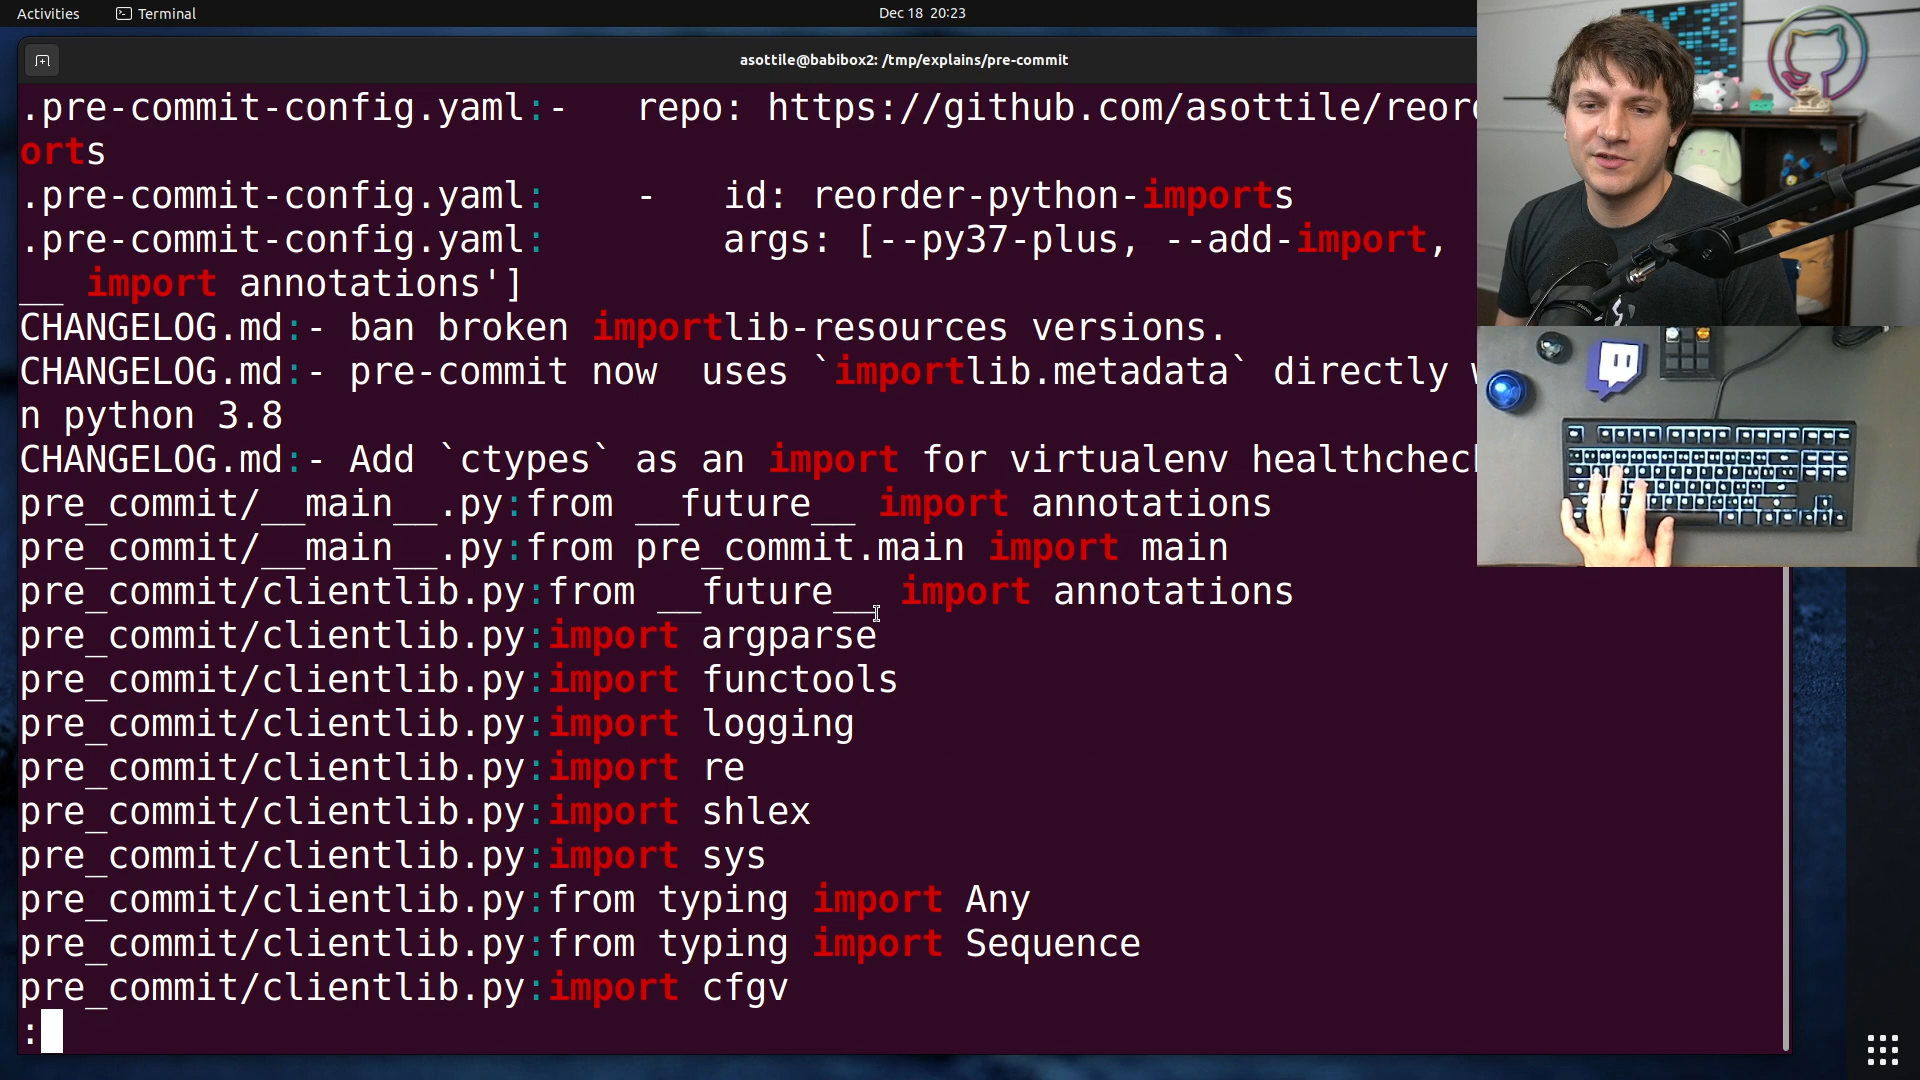 Activities
Terminal
Dec 18 20:23
asottile@babibox2: /tmp/explains/pre-commit
.pre-commit-config.yaml:-   repo: https://github.com/asottile/reor
orts
.pre-commit-config.yaml:    -   id: reorder-python-imports
.pre-commit-config.yaml:        args: [--py37-plus, --add-import,
__ import annotations']
CHANGELOG.md:- ban broken importlib-resources versions.
CHANGELOG.md:- pre-commit now  uses `importlib.metadata` directly
n python 3.8
CHANGELOG.md:- Add `ctypes` as an import for virtualenv healthchec
pre_commit/__main__.py:from __future__ import annotations
pre_commit/__main__.py:from pre_commit.main import main
pre_commit/clientlib.py:from __future__ import annotations
pre_commit/clientlib.py:import argparse
pre_commit/clientlib.py:import functools
pre_commit/clientlib.py:import logging
pre_commit/clientlib.py:import re
pre_commit/clientlib.py:import shlex
pre_commit/clientlib.py:import sys
pre_commit/clientlib.py:from typing import Any
pre_commit/clientlib.py:from typing import Sequence
pre_commit/clientlib.py:import cfgv
: